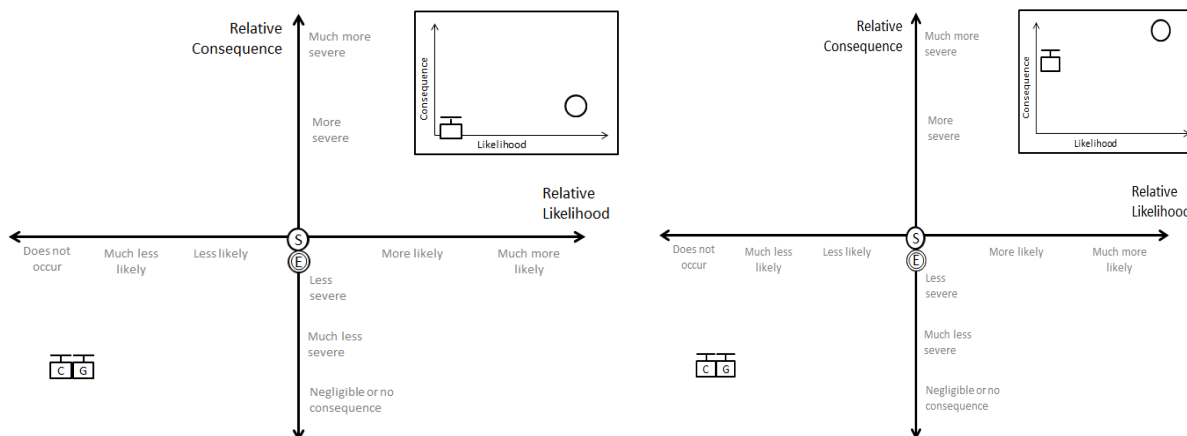 Relative
Consequence
Much more
severe
More
severe
Consequence
Likelihood
Relative
Likelihood
S
E
Does not
occur
Much less
likely
Less likely
More likely
Much more
likely
Less
severe
Much less
severe
Negligible or no
consequence
C G
Relative
Consequence
Much more
severe
More
severe
Consequence
Likelihood
Relative
Likelihood
S
E
Does not
occur
Much less
likely
Less likely
More likely
Much more
likely
Less
severe
Much less
severe
Negligible or no
consequence
C G